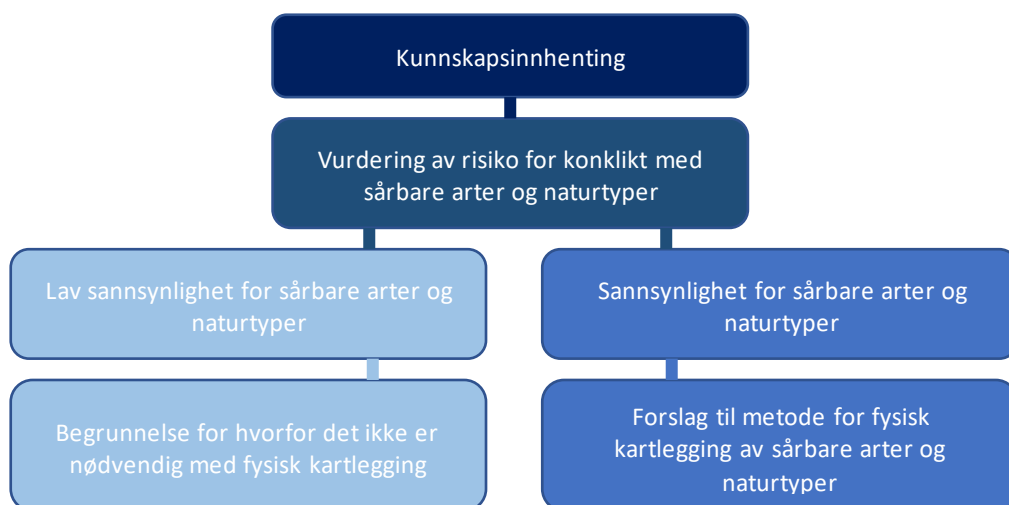 Kunnskapsinnhenting
Vurdering av risiko for konklikt med
sårbare arter og naturtyper
Lav sannsynlighet for sårbare arter og
naturtyper
Sannsynlighet for sårbare arter og
naturtyper
Begrunnelse for hvorfor det ikke er
nødvendig med fysisk kartlegging
Forslag til metode for fysisk
kartlegging av sårbare arter og
naturtyper